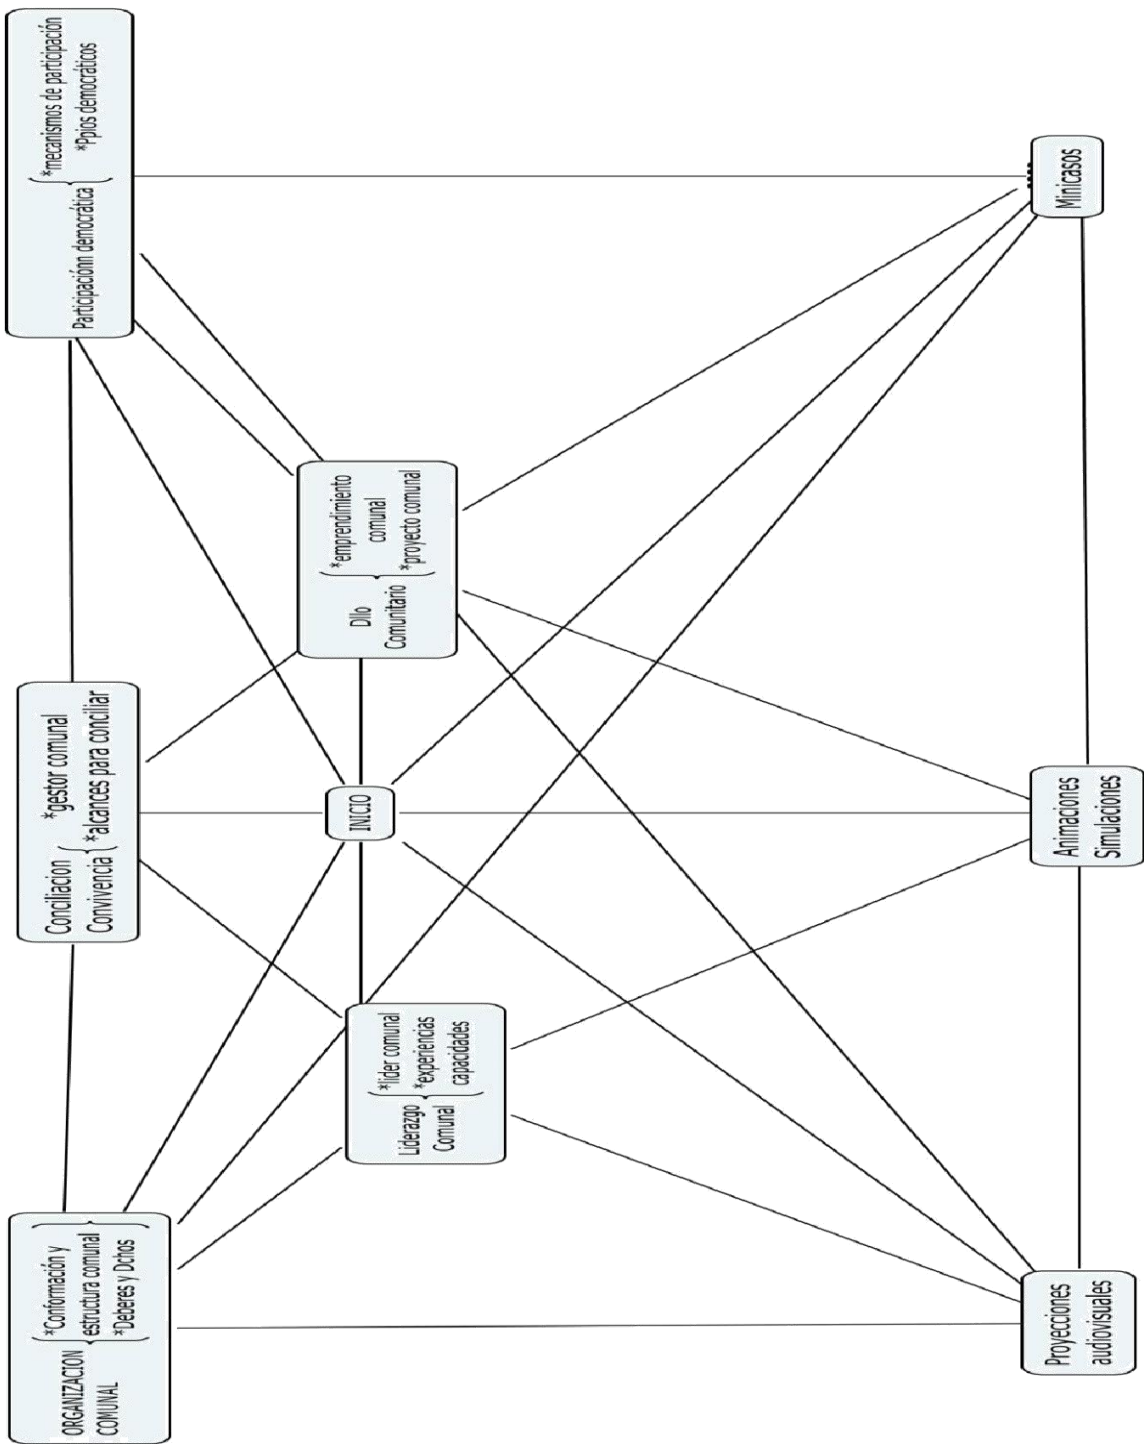 ORGANIZACION
COMUNAL
*Conformación y
estructura comunal
*Deberes y Dchos
Conciliacion
Convivencia
*gestor comunal
*alcances para conciliar
Participaciónn democrática
*mecanismos de participación
*Ppios democráticos
Liderazgo
Comunal
*lider comunal
*experiencias
capacidades
INICIO
Dllo
Comunitario
*emprendimiento
comunal
*proyecto comunal
Proyecciones
audiovisuales
Animaciones
Simulaciones
Minicasos